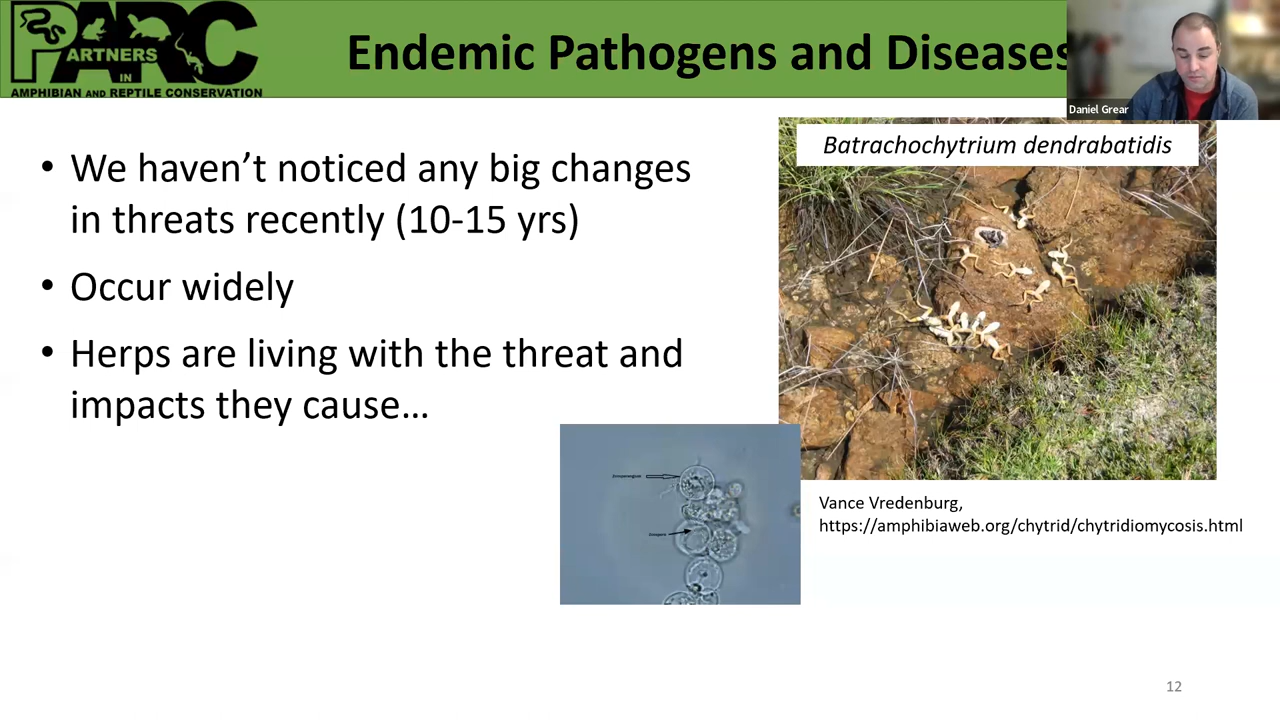 PARC
PARTNERS
IN
AMPHIBIAN AND REPTILE CONSERVATION
Endemic Pathogens and Diseases
Daniel Grear
• We haven't noticed any big changes
in threats recently (10-15 yrs)
• Occur widely
• Herps are living with the threat and
impacts they cause…
Batrachochytrium dendrabatidis
Vance Vredenburg,
https://amphibiaweb.org/chytrid/chytridiomycosis.html
12